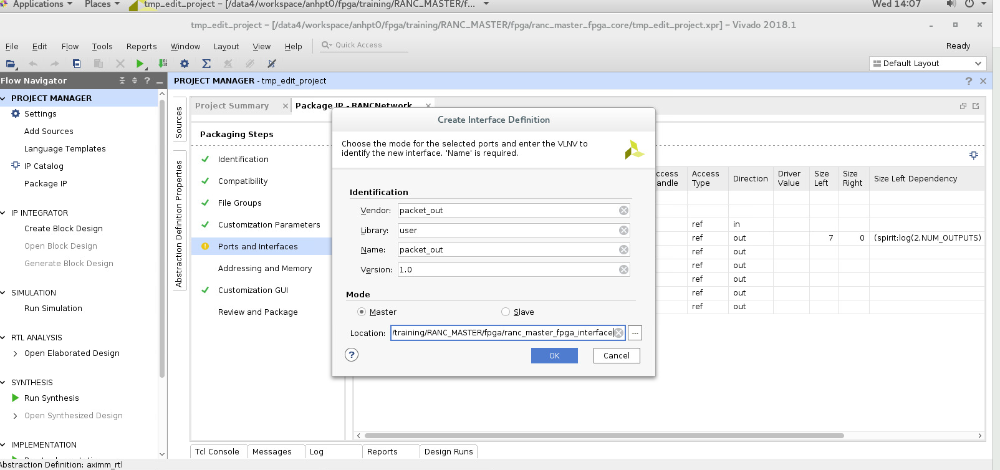 Applications Places tmp_edit_project – [/data4/workspace/anhpt0/fpga/training/RANC_MASTER/f... Wed 14:07
tmp_edit_project – [/data4/workspace/anhpt0/fpga/training/RANC_MASTER/fpga/ranc_master_fpga_core/tmp_edit_project.xpr] – Vivado 2018.1
File Edit Flow Tools Reports Window Layout View Help Quick Access Ready
Default Layout
Flow Navigator
PROJECT MANAGER - tmp_edit_project
PROJECT MANAGER
Settings
Add Sources
Language Templates
IP Catalog
Package IP
IP INTEGRATOR
Create Block Design
Open Block Design
Generate Block Design
SIMULATION
Run Simulation
RTL ANALYSIS
Open Elaborated Design
SYNTHESIS
Run Synthesis
Open Synthesized Design
IMPLEMENTATION
Sources
Abstraction Definition Properties
Project Summary
Package IP - RANCNetwork
Packaging Steps
Identification
Compatibility
File Groups
Customization Parameters
Ports and Interfaces
Addressing and Memory
Customization GUI
Review and Package
Create Interface Definition
Choose the mode for the selected ports and enter the VLNV to
identify the new interface. 'Name' is required.
Identification
Vendor: packet_out
Library: user
Name: packet_out
Version: 1.0
Mode
Master Slave
Location: /training/RANC_MASTER/fpga/ranc_master_fpga_interface ...
? OK Cancel
ccess
andle
Access
Type
Direction
Driver
Value
Size
Left
Size
Right
Size Left Dependency
ref in
ref out 7 0 (spirit:log(2,NUM_OUTPUTS)
ref out
ref out
ref out
ref out
ref out
Tcl Console Messages Log Reports Design Runs
Abstraction Definition: aximm_rtl